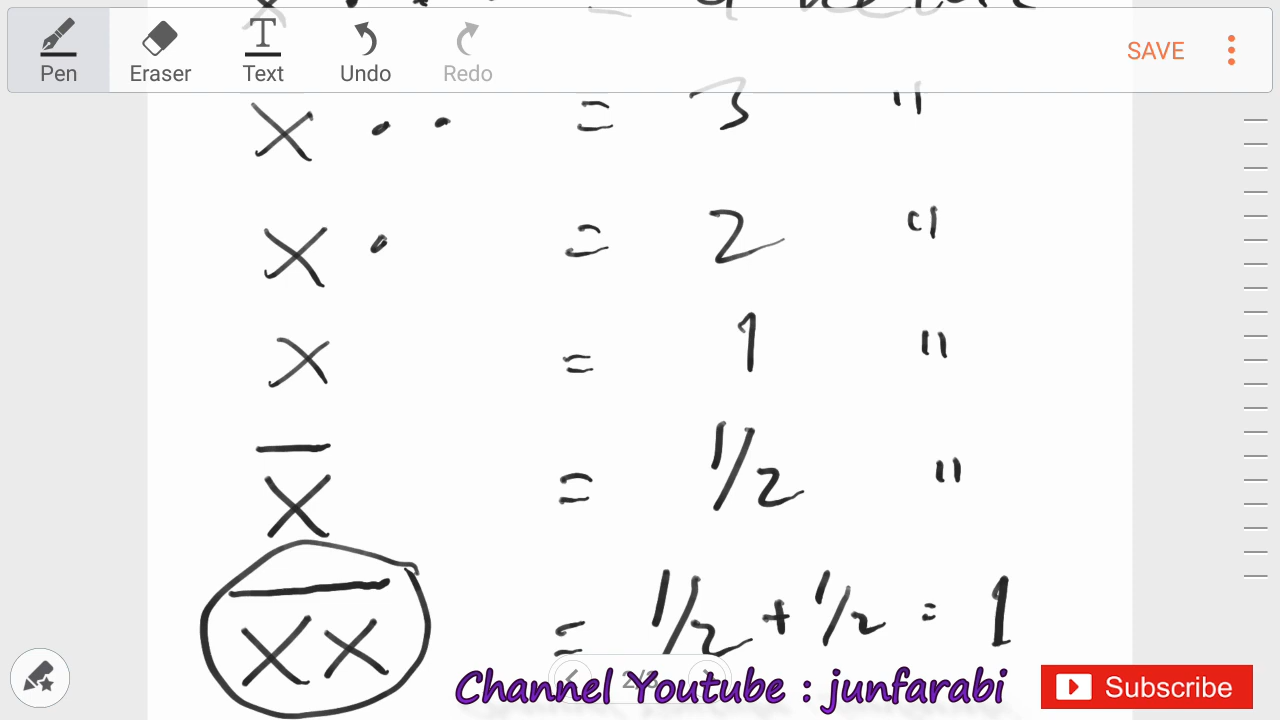 Pen Eraser Text Undo Redo SAVE
X • • = 3 "
X • = 2 "
X = 1 "
X̅ = 1/2 "
X̅X̅ = 1/2 + 1/2 = 1
Channel Youtube : junfarabi
Subscribe